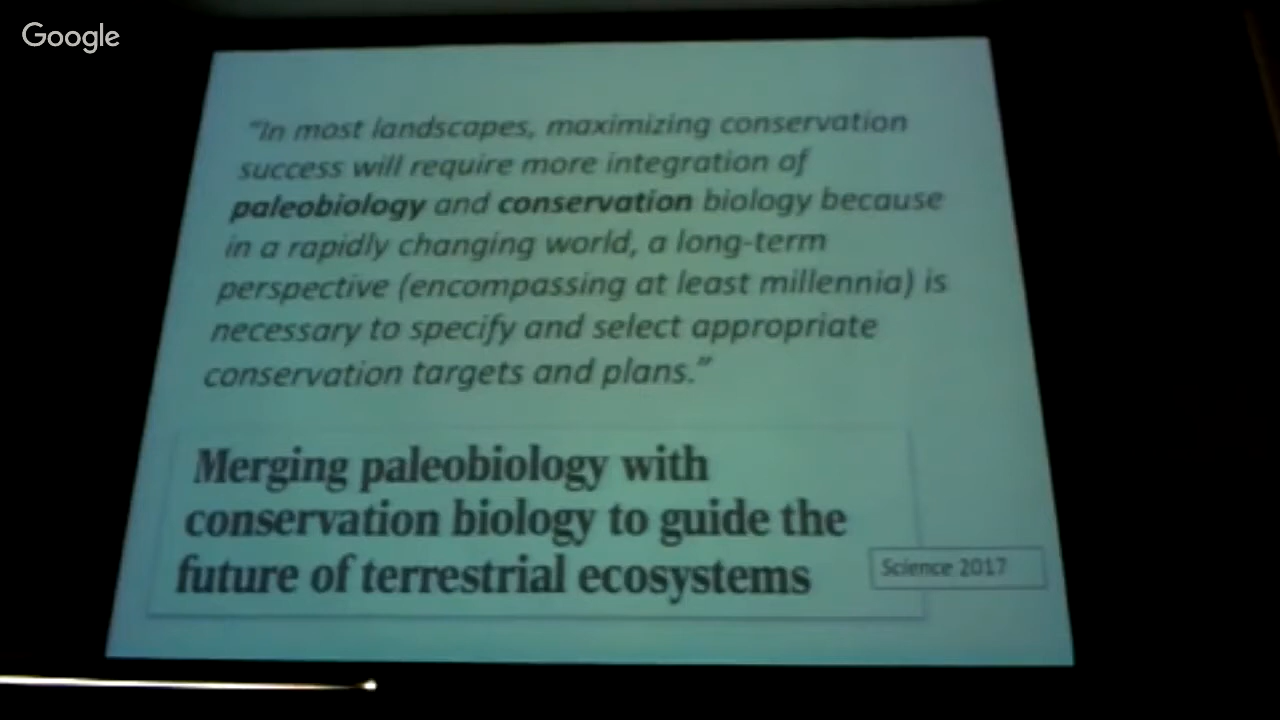 Google
"In most landscapes, maximizing conservation
success will require more integration of
paleobiology and conservation biology because
in a rapidly changing world, a long-term
perspective (encompassing at least millennia) is
necessary to specify and select appropriate
conservation targets and plans."
Merging paleobiology with
conservation biology to guide the
future of terrestrial ecosystems
Science 2017